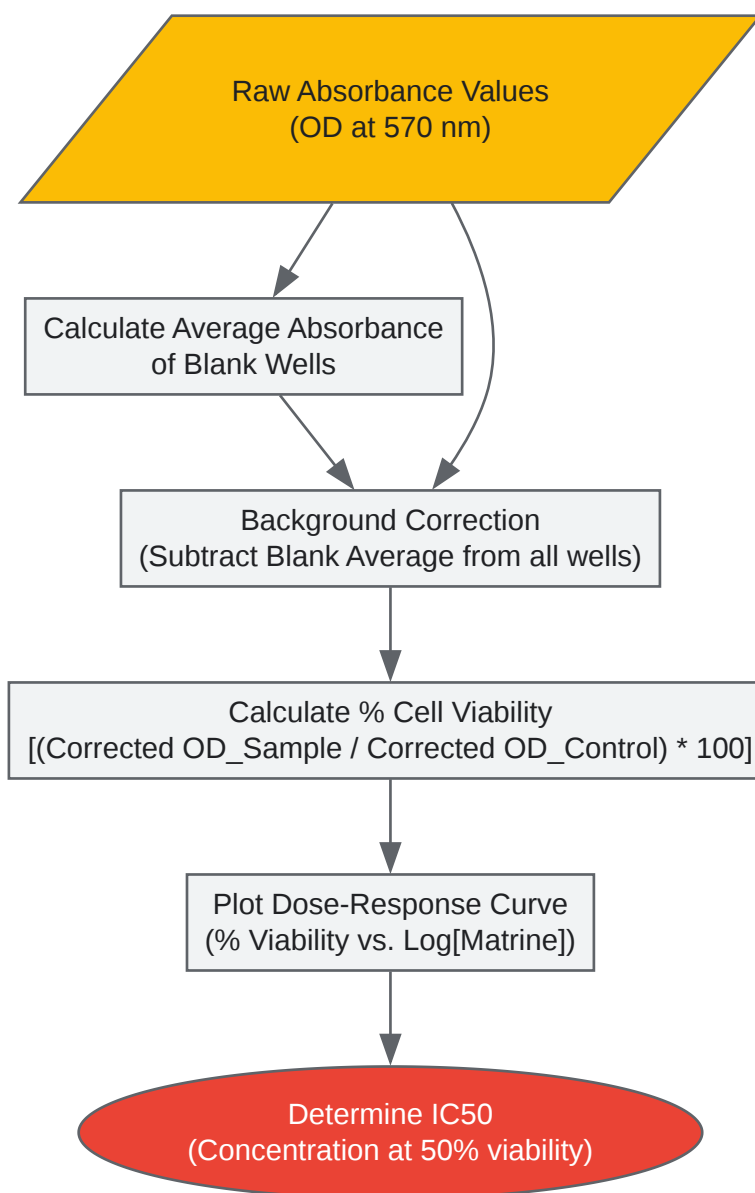 Raw Absorbance Values
(OD at 570 nm)
Calculate Average Absorbance
of Blank Wells
Background Correction
(Subtract Blank Average from all wells)
Calculate % Cell Viability
[(Corrected OD_Sample / Corrected OD_Control) * 100]
Plot Dose-Response Curve
(% Viability vs. Log[Matrine])
Determine IC50
(Concentration at 50% viability)